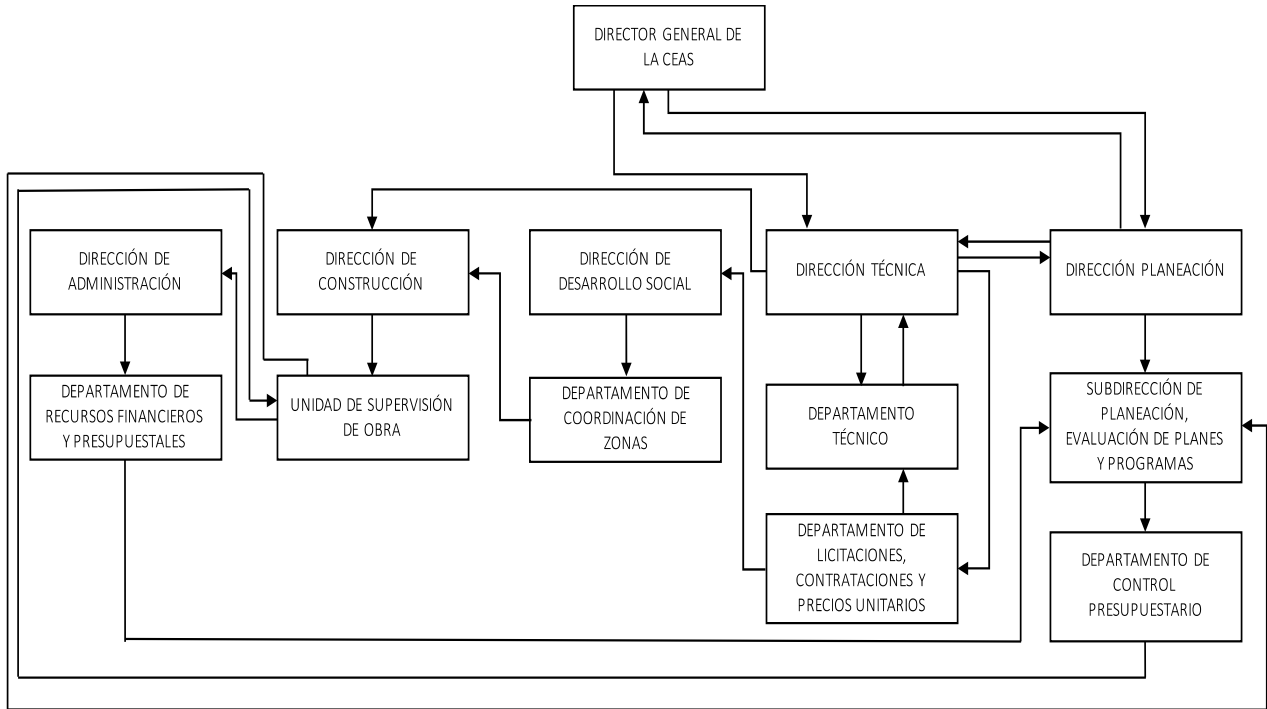 DIRECTOR GENERAL DE
LA CEAS
DIRECCIÓN DE
ADMINISTRACIÓN
DIRECCIÓN DE
CONSTRUCCIÓN
DIRECCIÓN DE
DESARROLLO SOCIAL
DIRECCIÓN TÉCNICA
DIRECCIÓN PLANEACIÓN
DEPARTAMENTO DE
RECURSOS FINANCIEROS
Y PRESUPUESTALES
UNIDAD DE SUPERVISIÓN
DE OBRA
DEPARTAMENTO DE
COORDINACIÓN DE
ZONAS
DEPARTAMENTO
TÉCNICO
SUBDIRECCIÓN DE
PLANEACIÓN,
EVALUACIÓN DE PLANES
Y PROGRAMAS
DEPARTAMENTO DE
LICITACIONES,
CONTRATACIONES Y
PRECIOS UNITARIOS
DEPARTAMENTO DE
CONTROL
PRESUPUESTARIO